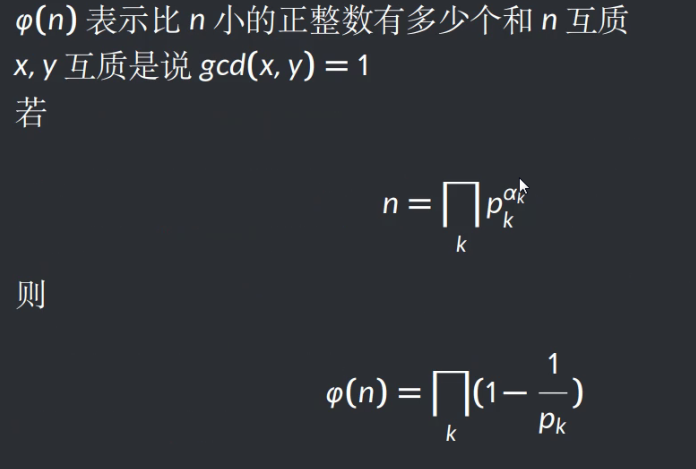 φ(n) 表示比 n 小的正整数有多少个和 n 互质
x, y 互质是说 gcd(x, y) = 1
若
n = ∏_k p_k^{α_k}
则
φ(n) = ∏_k (1 − 1/p_k)